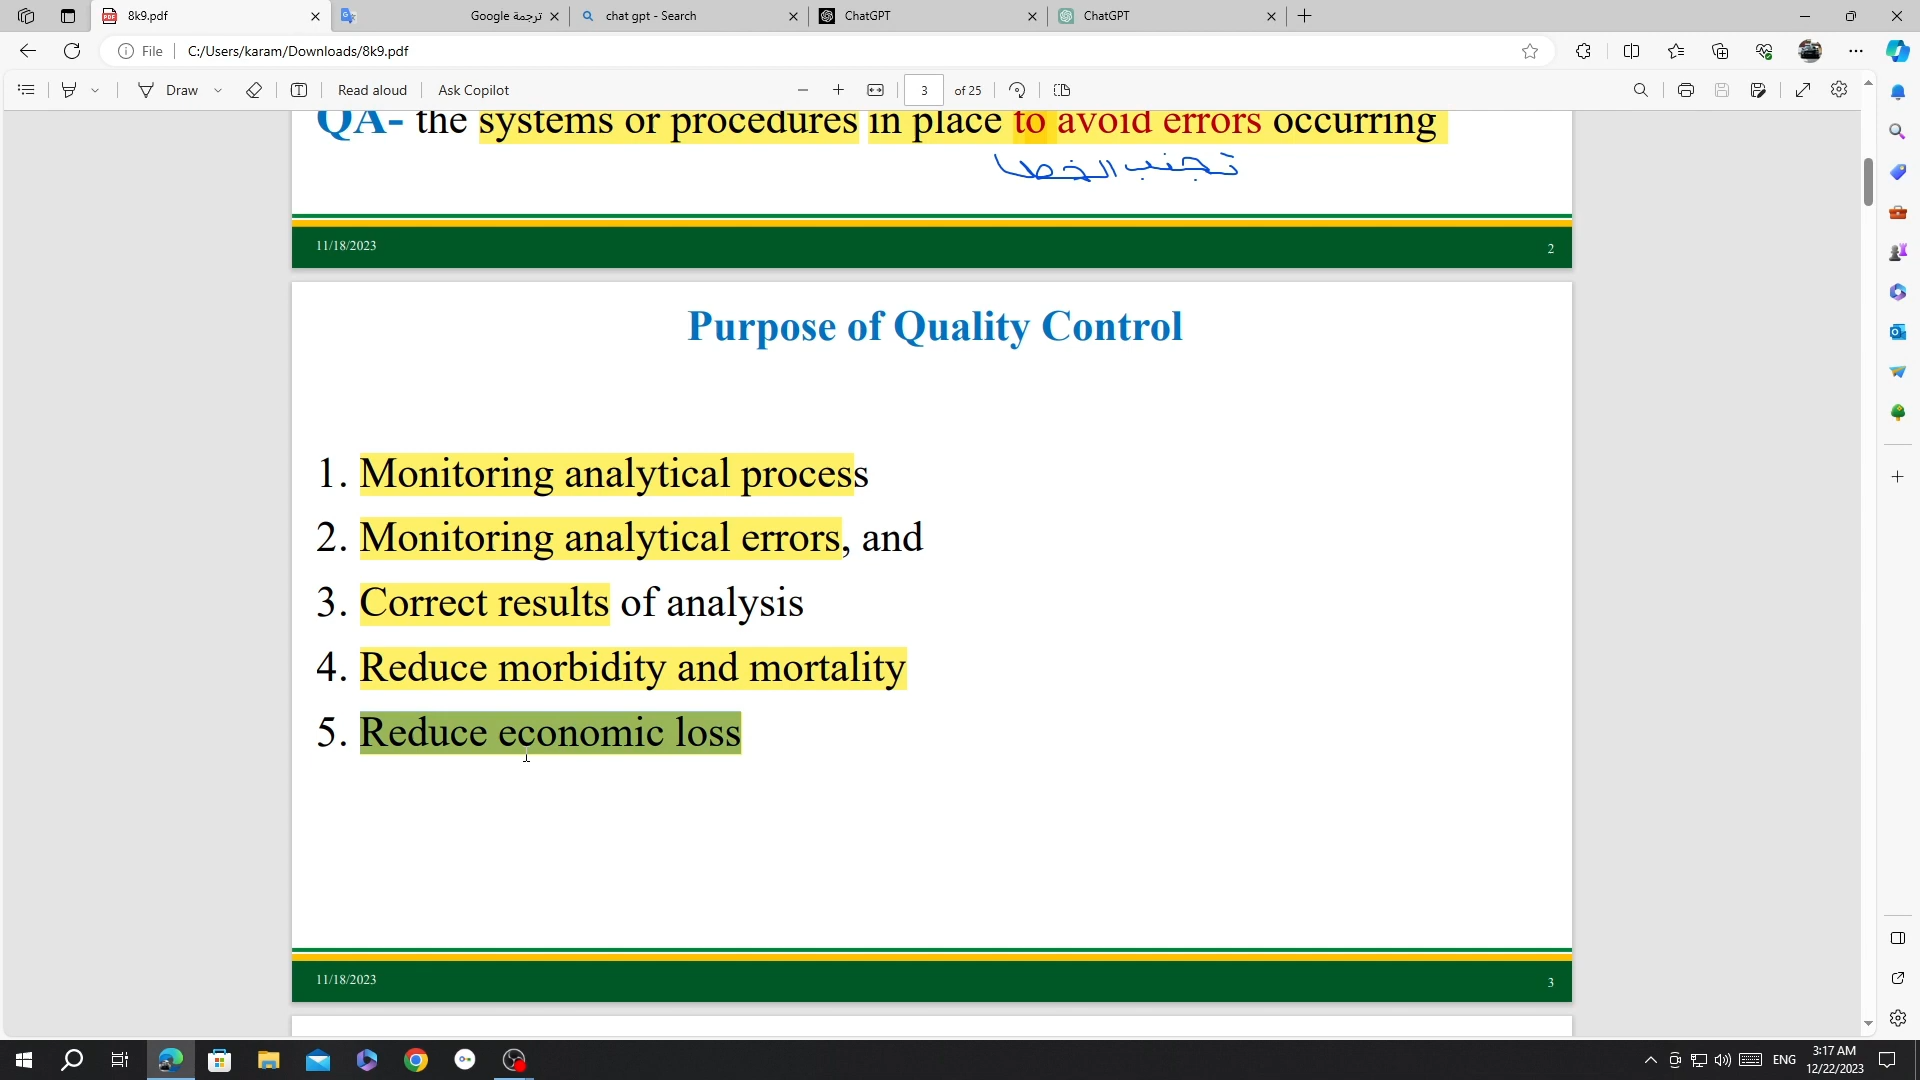 8k9.pdf
Google ترجمة
chat gpt - Search
ChatGPT
ChatGPT
File
C:/Users/karam/Downloads/8k9.pdf
Draw
Read aloud
Ask Copilot
3
of 25
QA- the systems or procedures in place to avoid errors occurring
تجنب الخطا
11/18/2023
2
Purpose of Quality Control
1. Monitoring analytical process
2. Monitoring analytical errors, and
3. Correct results of analysis
4. Reduce morbidity and mortality
5. Reduce economic loss
11/18/2023
3
ENG
3:17 AM
12/22/2023